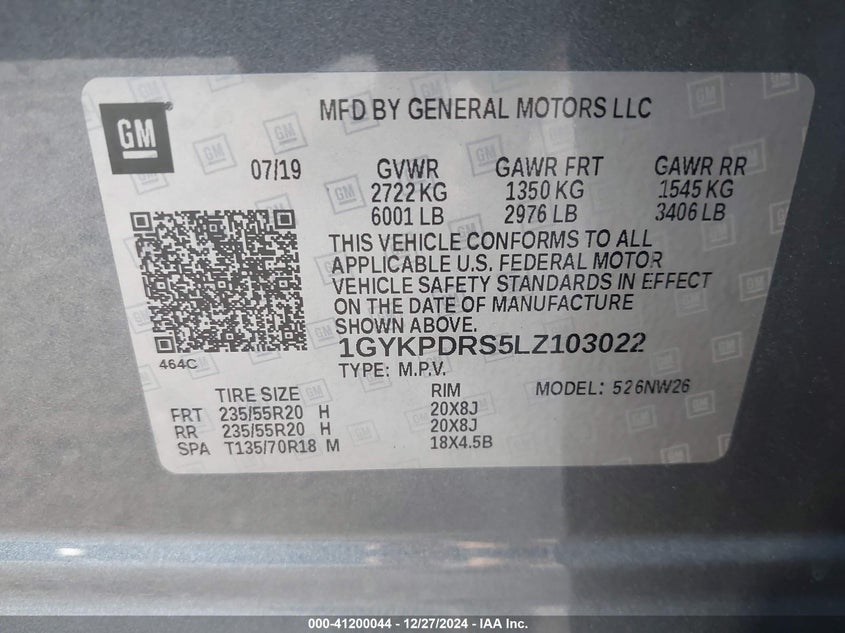 GM
MFD BY GENERAL MOTORS LLC
07/19 GVWR GAWR FRT GAWR RR
2722 KG 1350 KG 1545 KG
6001 LB 2976 LB 3406 LB
THIS VEHICLE CONFORMS TO ALL
APPLICABLE U.S. FEDERAL MOTOR
VEHICLE SAFETY STANDARDS IN EFFECT
ON THE DATE OF MANUFACTURE
SHOWN ABOVE.
464C
1GYKPDRS5LZ103022
TYPE: M.P.V. MODEL: 526NW26
TIRE SIZE RIM
FRT 235/55R20 H 20X8J
RR 235/55R20 H 20X8J
SPA T135/70R18 M 18X4.5B
000-41200044 — 12/27/2024 - IAA Inc.